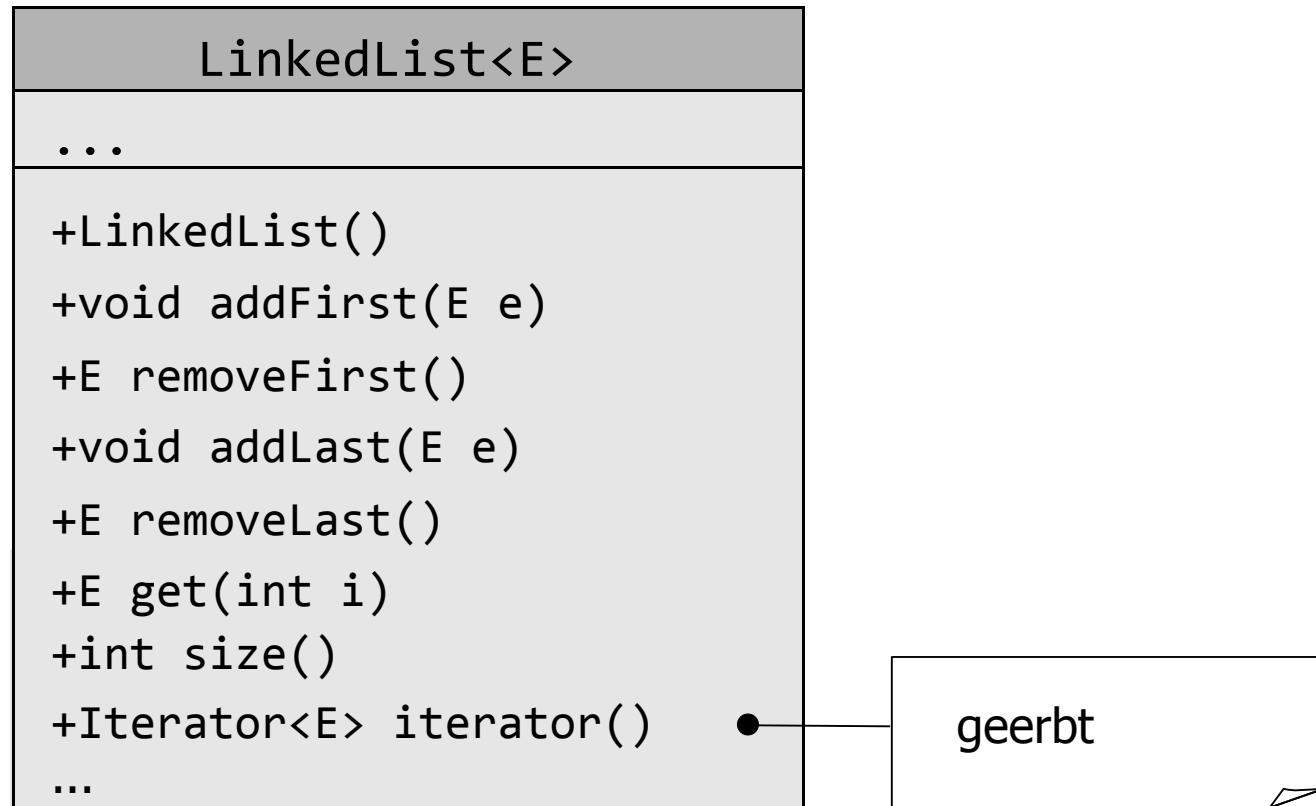 LinkedList<E>
...
+LinkedList()
+void addFirst(E e)
+E removeFirst()
+void addLast(E e)
+E removeLast()
+E get(int i)
+int size()
+Iterator<E> iterator()
geerbt
...